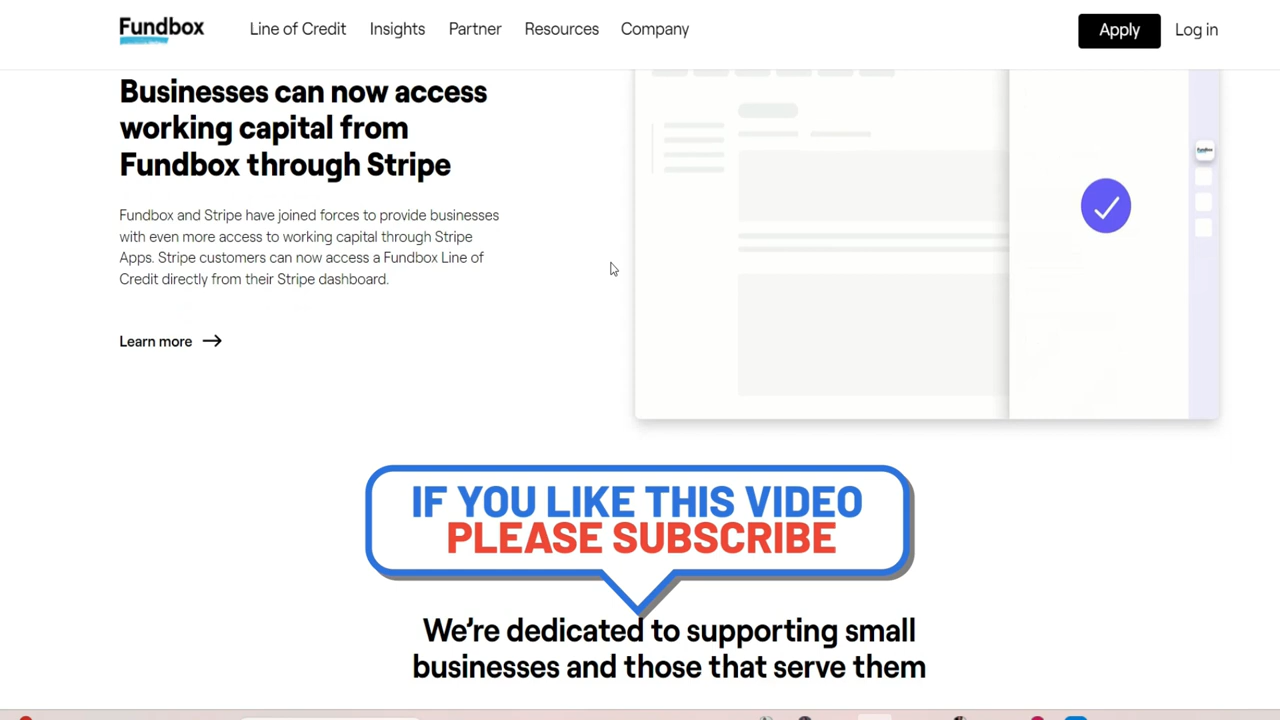 Fundbox
Line of Credit
Insights
Partner
Resources
Company
Apply
Log in
Businesses can now access
working capital from
Fundbox through Stripe
Fundbox and Stripe have joined forces to provide businesses
with even more access to working capital through Stripe
Apps. Stripe customers can now access a Fundbox Line of
Credit directly from their Stripe dashboard.
Learn more
Fundbox
IF YOU LIKE THIS VIDEO
PLEASE SUBSCRIBE
We're dedicated to supporting small
businesses and those that serve them